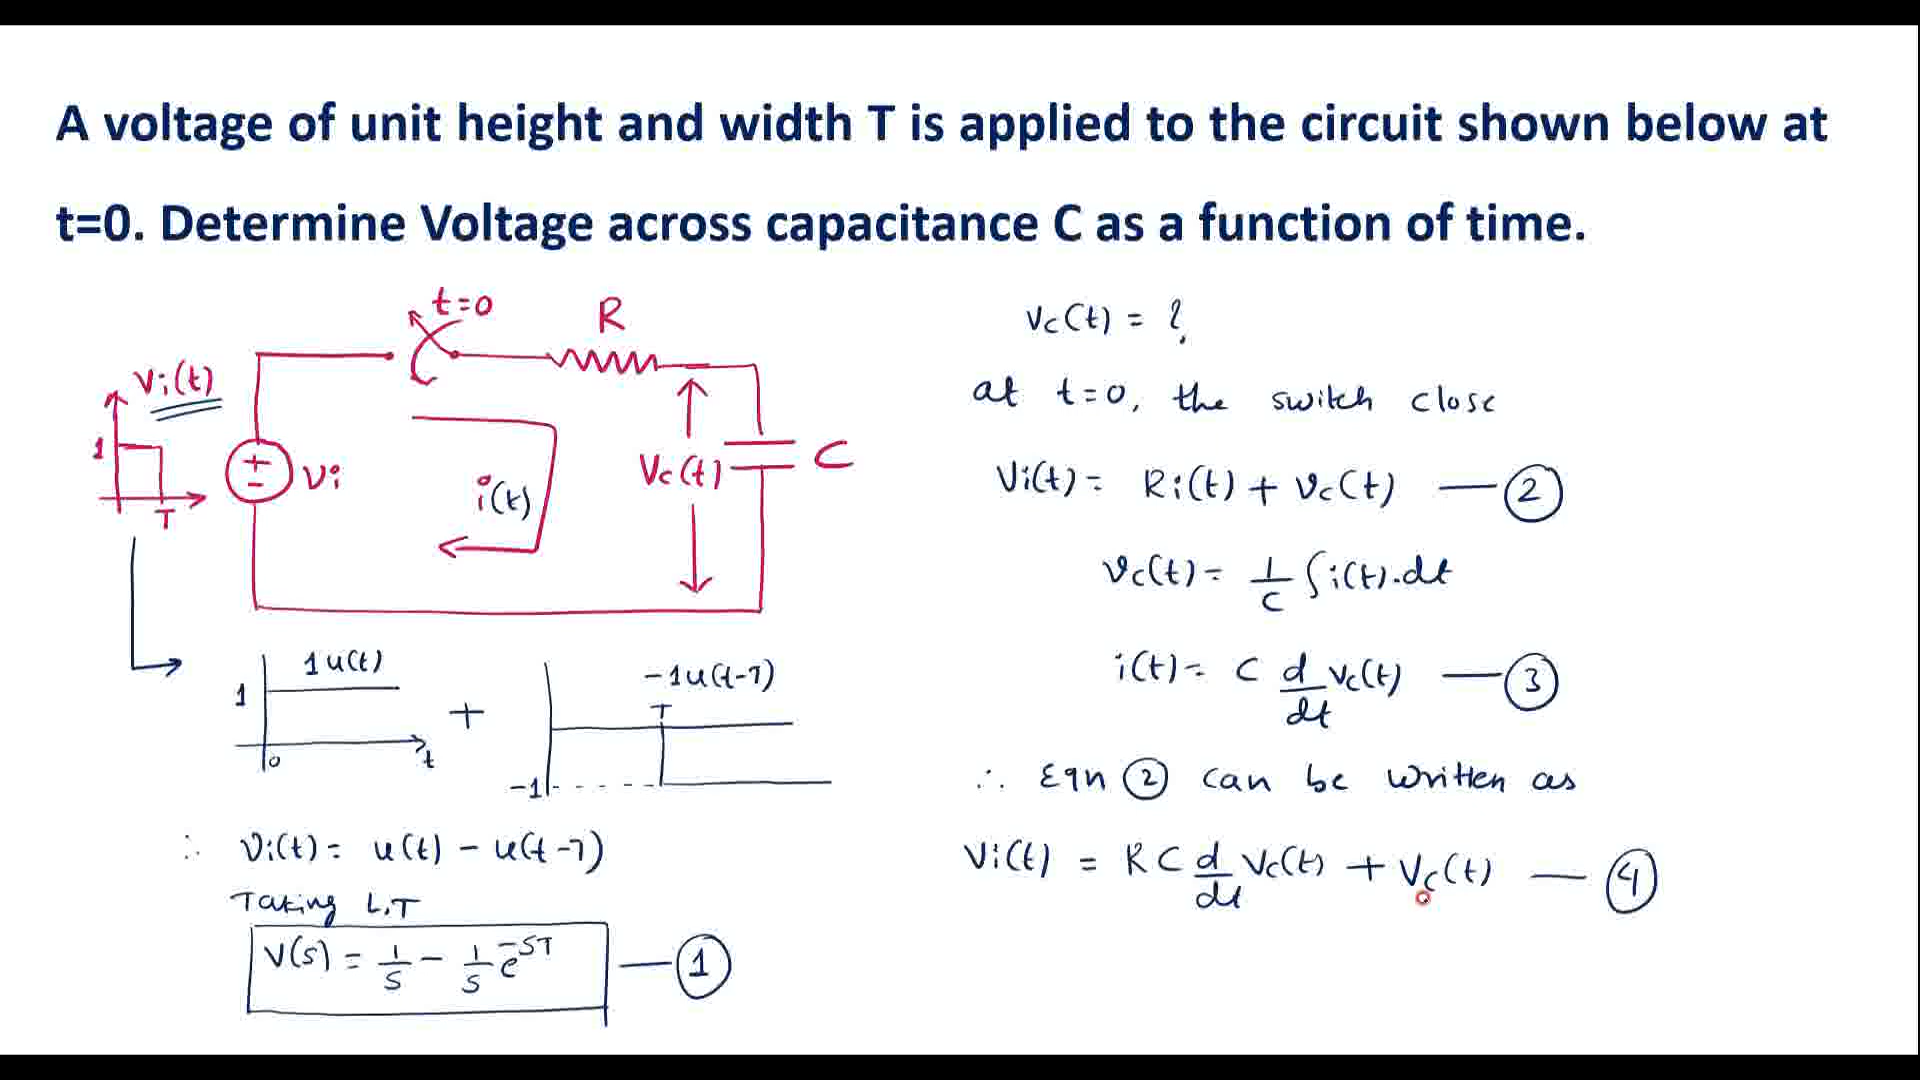 A voltage of unit height and width T is applied to the circuit shown below at
t=0. Determine Voltage across capacitance C as a function of time.
t=0
R
Vi(t)
1
T
+
-
Vi
i(t)
Vc(t)
C
1u(t)
1
0
t
+
-1u(t-T)
T
-1
∴ Vi(t) = u(t) - u(t-T)
Taking L.T
V(s) = 1/s - 1/s e^-sT — ①
Vc(t) = ?
at t=0, the switch close
Vi(t) = Ri(t) + Vc(t) — ②
Vc(t) = 1/C ∫i(t).dt
i(t) = C d/dt Vc(t) — ③
∴ Eqn ② can be written as
Vi(t) = RC d/dt Vc(t) + Vc(t) — ④